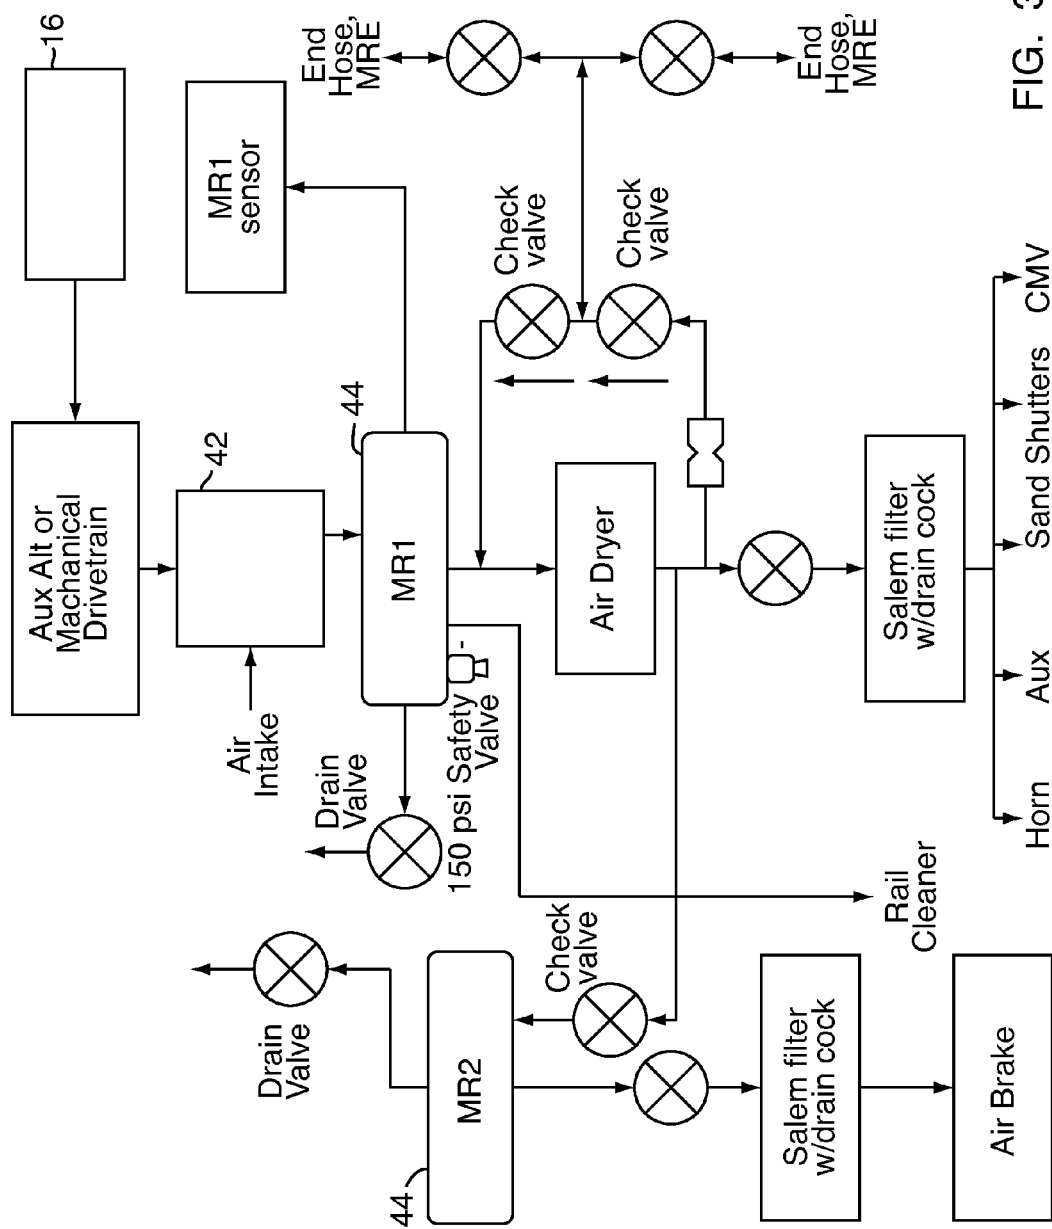 16
Aux Alt or
Machanical
Drivetrain
MR1
sensor
End
Hose,
MRE
42
Air
Intake
44
MR1
Drain
Valve
150 psi Safety
Valve
Check
valve
Check
valve
End
Hose,
MRE
Drain
Valve
44
MR2
Check
valve
Air Dryer
Rail
Cleaner
Salem filter
w/drain cock
Salem filter
w/drain cock
Air Brake
Horn
Aux
Sand Shutters
CMV
FIG. 3